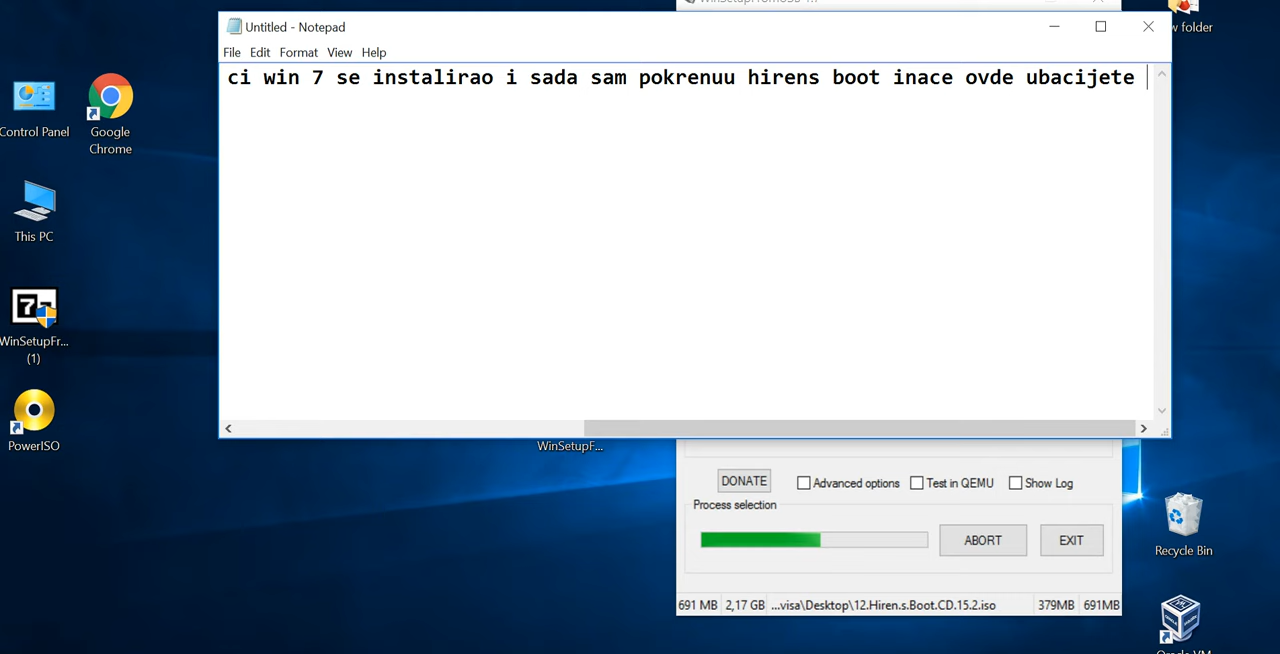 w folder
Untitled - Notepad
File Edit Format View Help
ci win 7 se instalirao i sada sam pokrenuu hirens boot inace ovde ubacijete
Control Panel
Google
Chrome
This PC
WinSetupFr...
(1)
PowerISO
WinSetupF...
DONATE
Advanced options
Test in QEMU
Show Log
Process selection
ABORT
EXIT
691 MB 2,17 GB ...visa\Desktop\12.Hiren.s.Boot.CD.15.2.iso 379MB 691MB
Recycle Bin